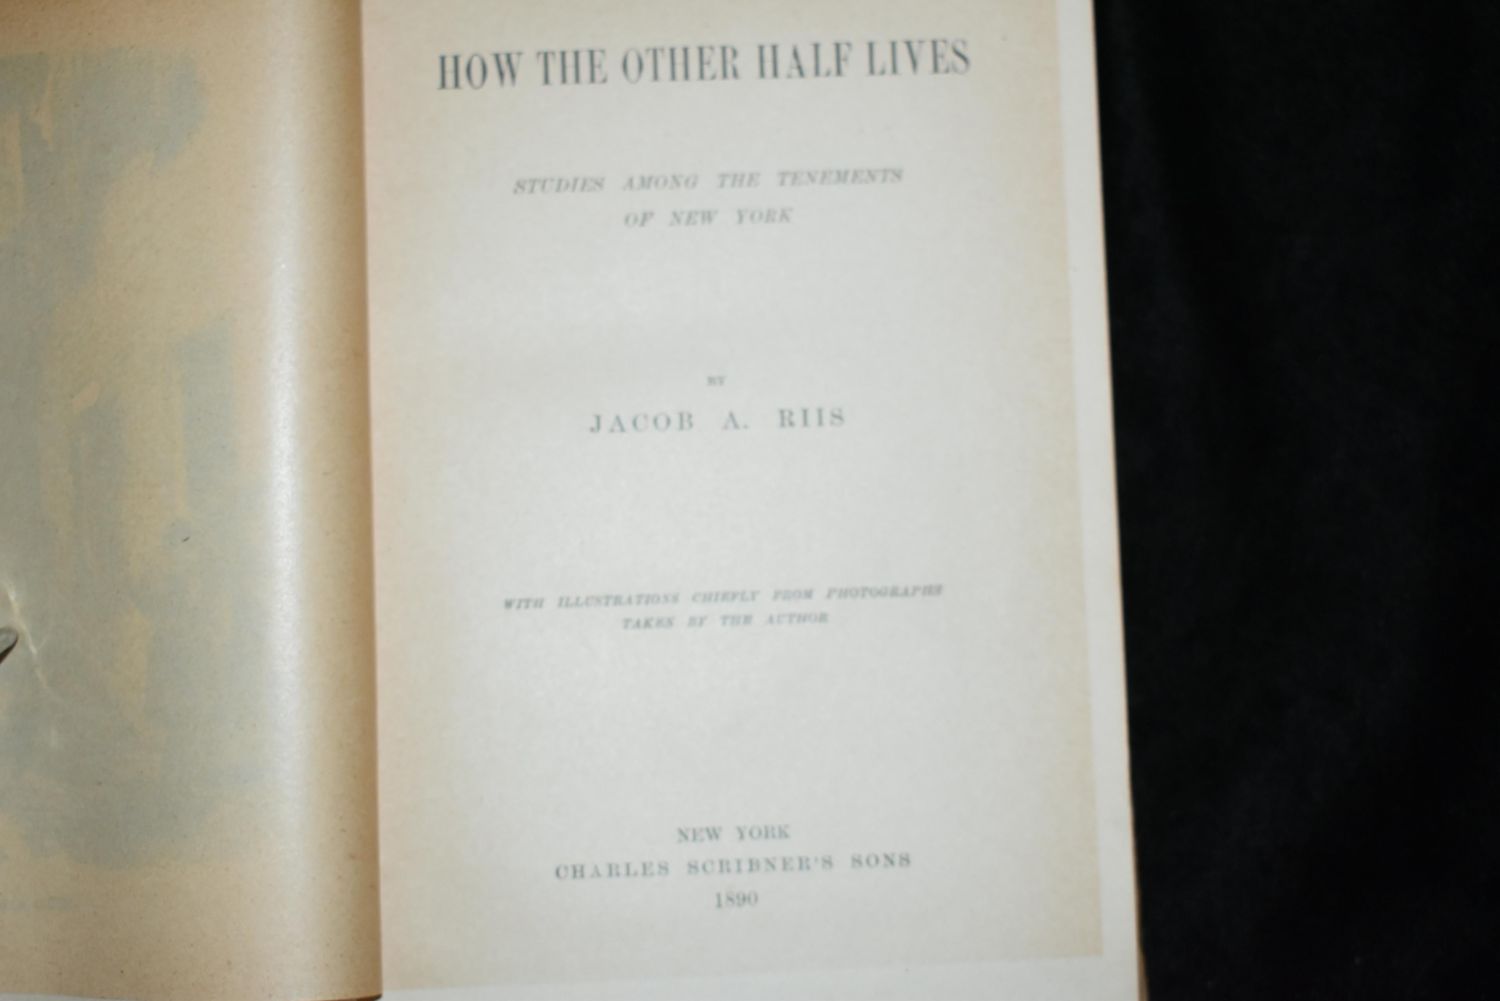 HOW THE OTHER HALF LIVES
STUDIES AMONG THE TENEMENTS
OF NEW YORK
BY
JACOB A. RIIS
WITH ILLUSTRATIONS CHIEFLY FROM PHOTOGRAPHS
TAKEN BY THE AUTHOR
NEW YORK
CHARLES SCRIBNER'S SONS
1890